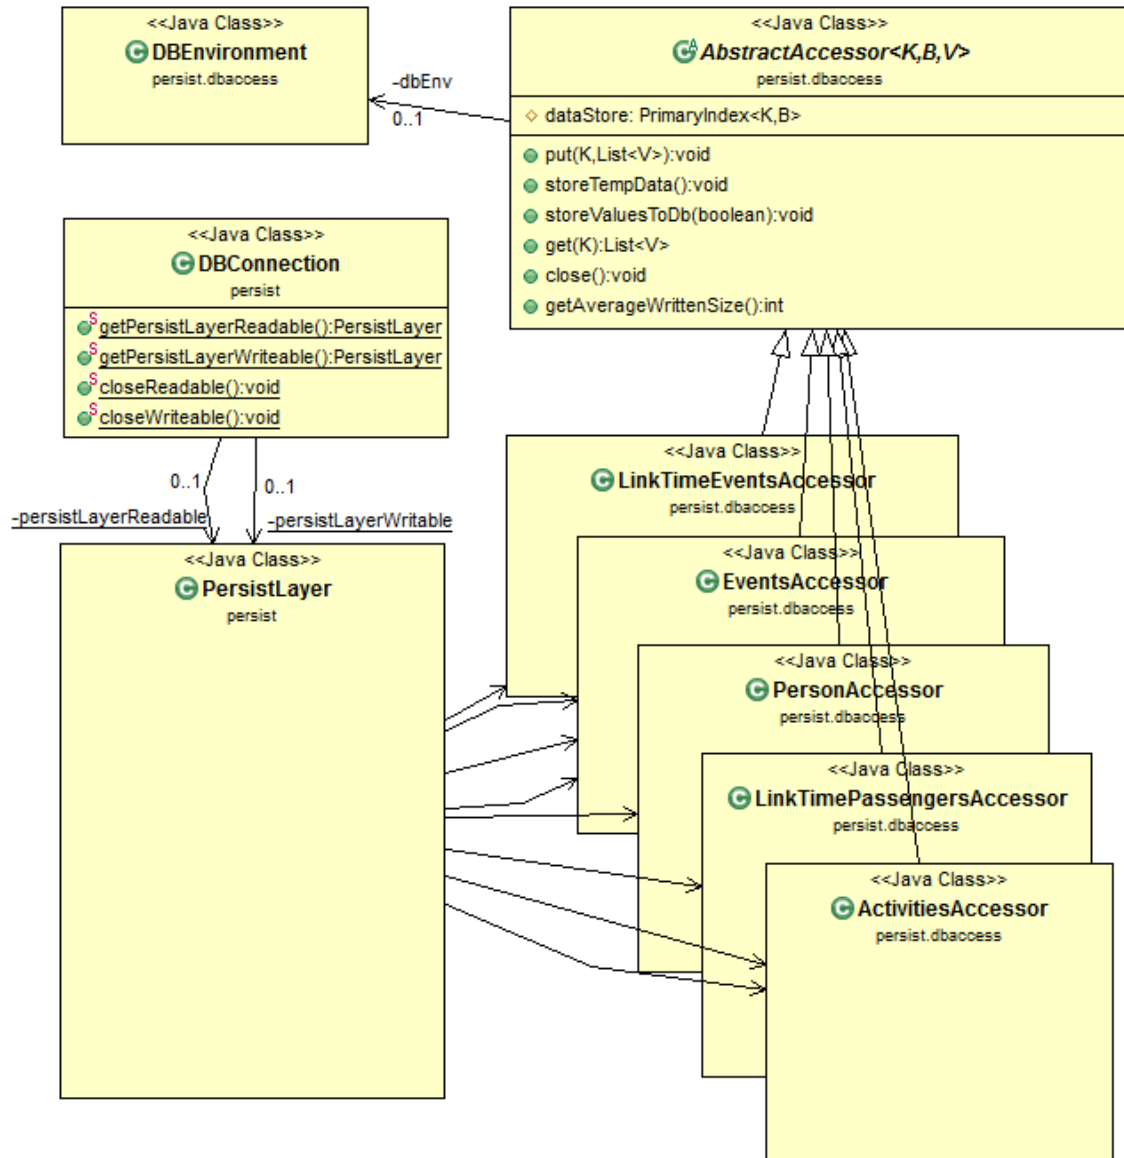 <<Java Class>>
DBEnvironment
persist.dbaccess
<<Java Class>>
AbstractAccessor<K,B,V>
persist.dbaccess
dataStore: PrimaryIndex<K,B>
put(K,List<V>):void
storeTempData():void
storeValuesToDb(boolean):void
get(K):List<V>
close():void
getAverageWrittenSize():int
-dbEnv
0..1
<<Java Class>>
DBConnection
persist
getPersistLayerReadable():PersistLayer
getPersistLayerWriteable():PersistLayer
closeReadable():void
closeWriteable():void
0..1
0..1
-persistLayerReadable
-persistLayerWritable
<<Java Class>>
PersistLayer
persist
<<Java Class>>
LinkTimeEventsAccessor
persist.dbaccess
<<Java Class>>
EventsAccessor
persist.dbaccess
<<Java Class>>
PersonAccessor
persist.dbaccess
<<Java Class>>
LinkTimePassengersAccessor
persist.dbaccess
<<Java Class>>
ActivitiesAccessor
persist.dbaccess